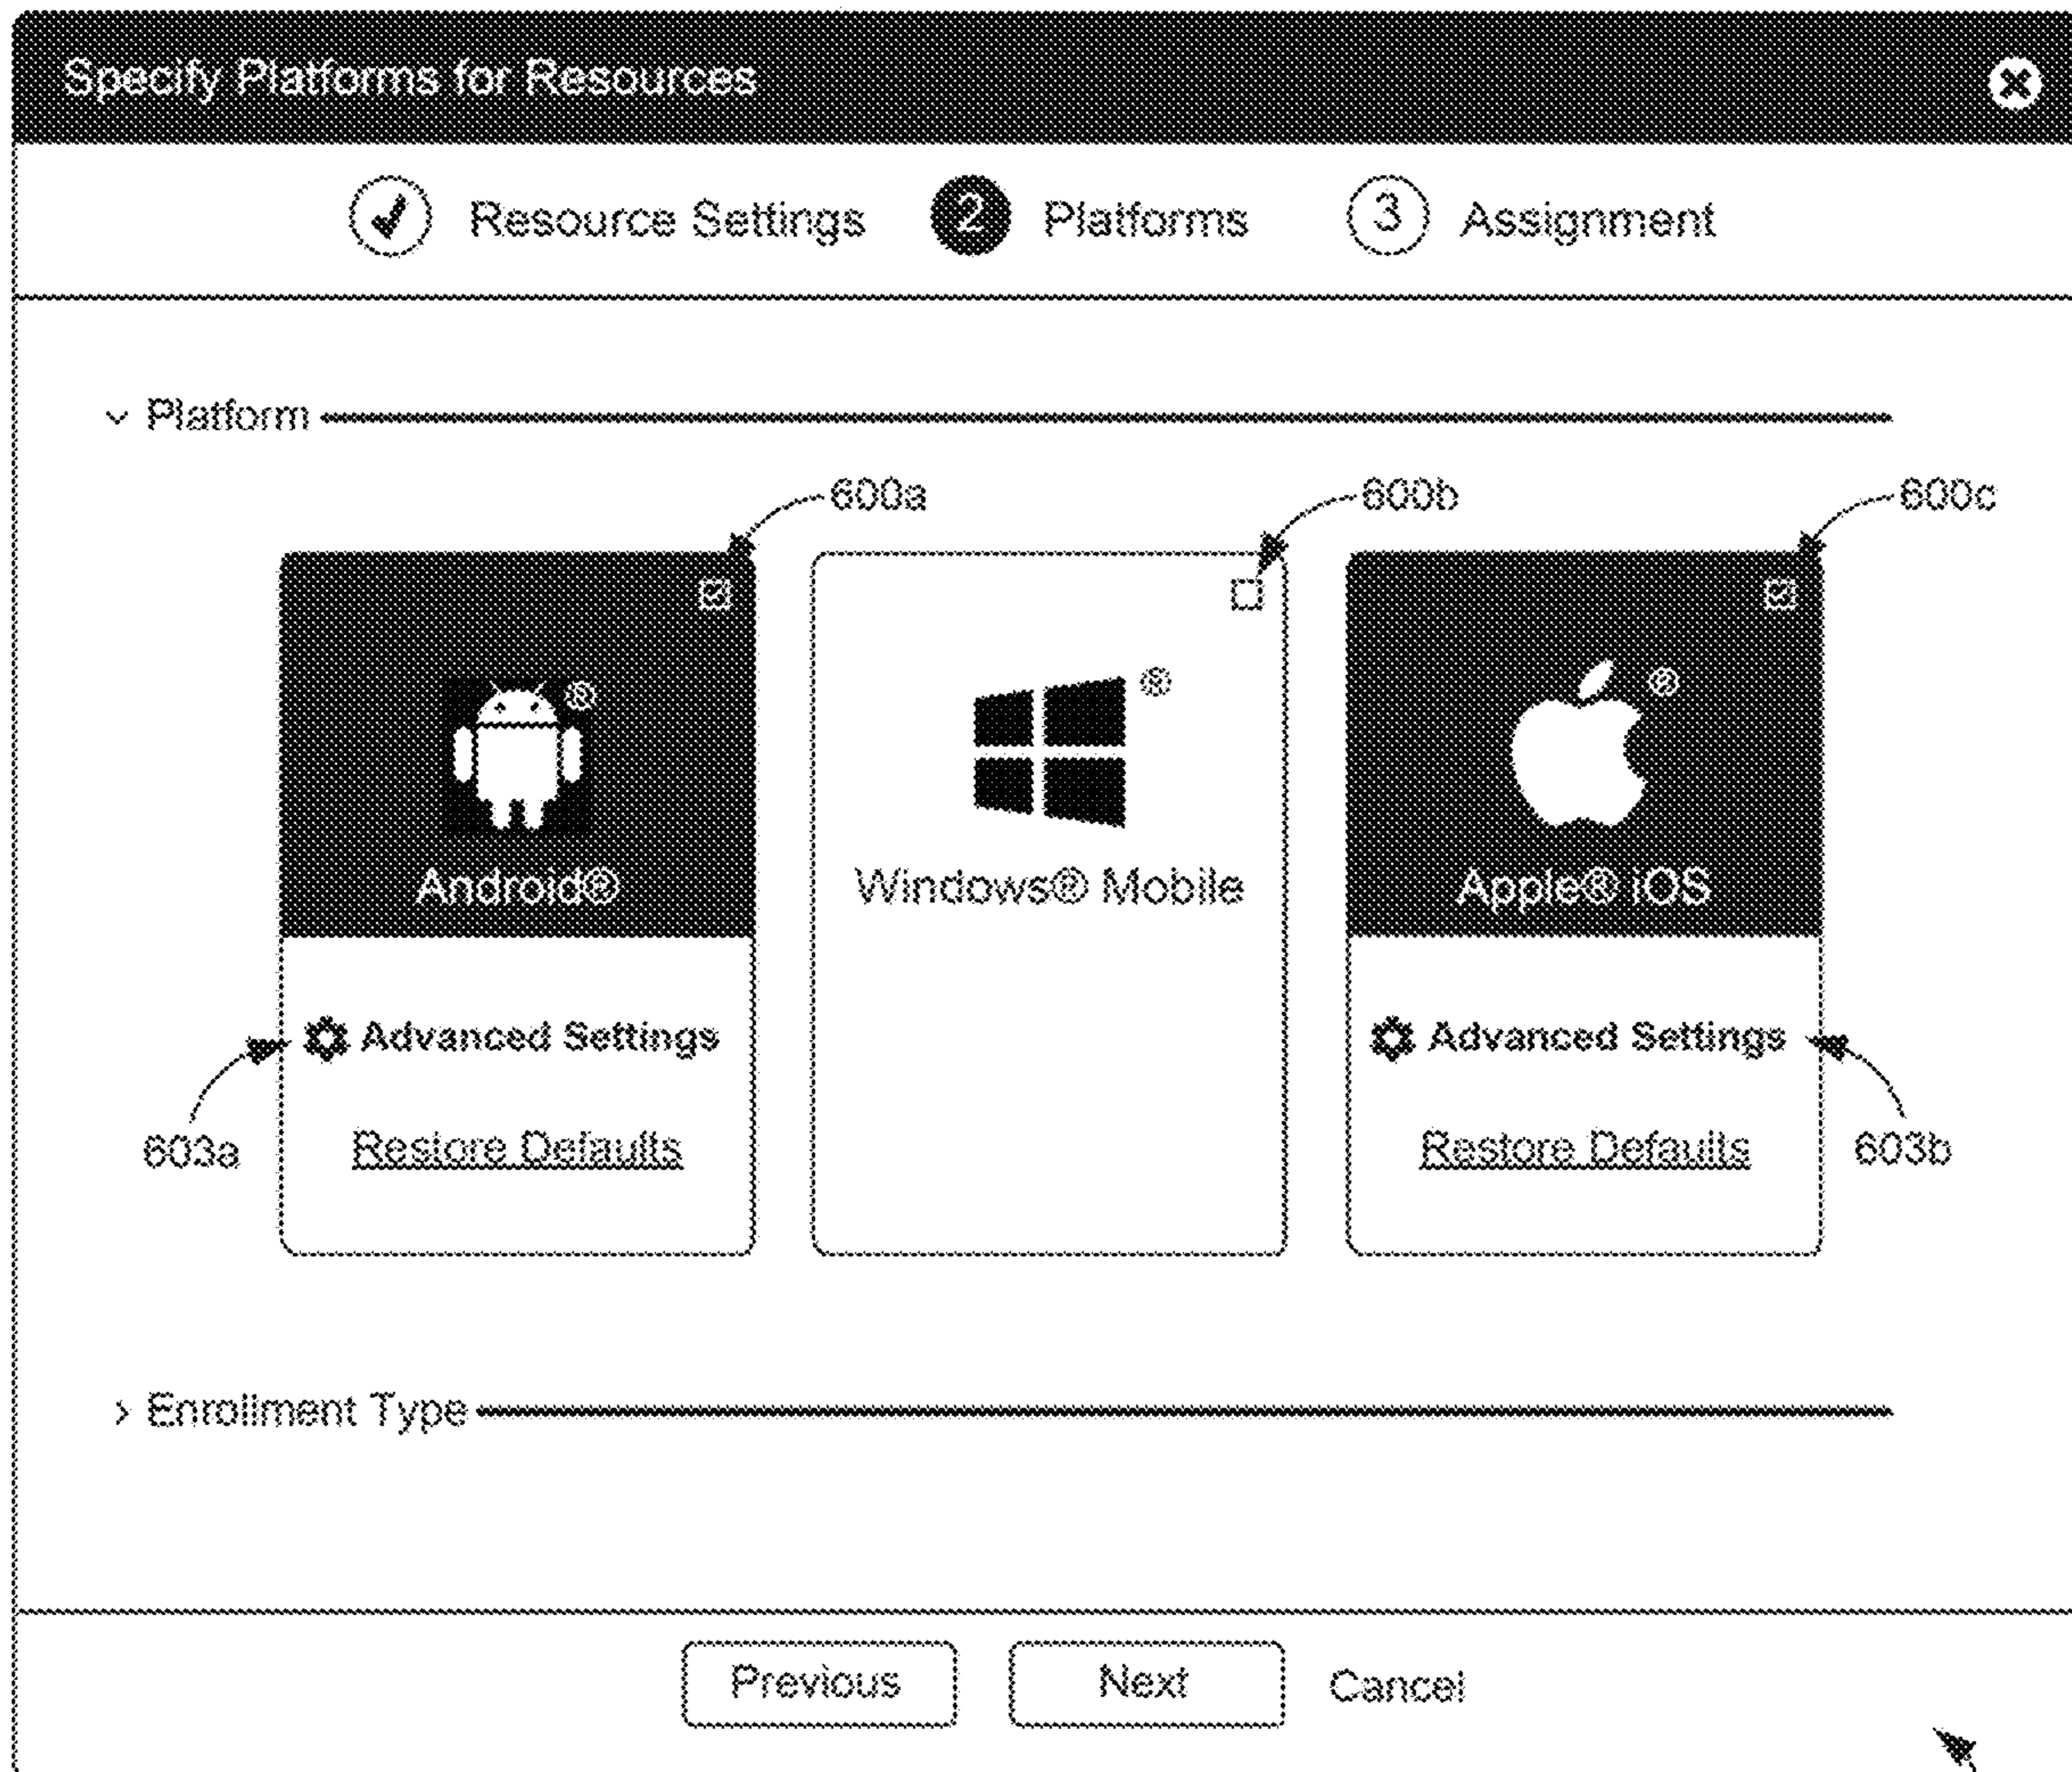 Specify Platforms for Resources
Resource Settings 2 Platforms 3 Assignment
Platform
600a 600b 600c
® ® ®
Android® Windows® Mobile Apple® iOS
Advanced Settings Advanced Settings
603a Restore Defaults Restore Defaults 603b
Enrollment Type
Previous Next Cancel